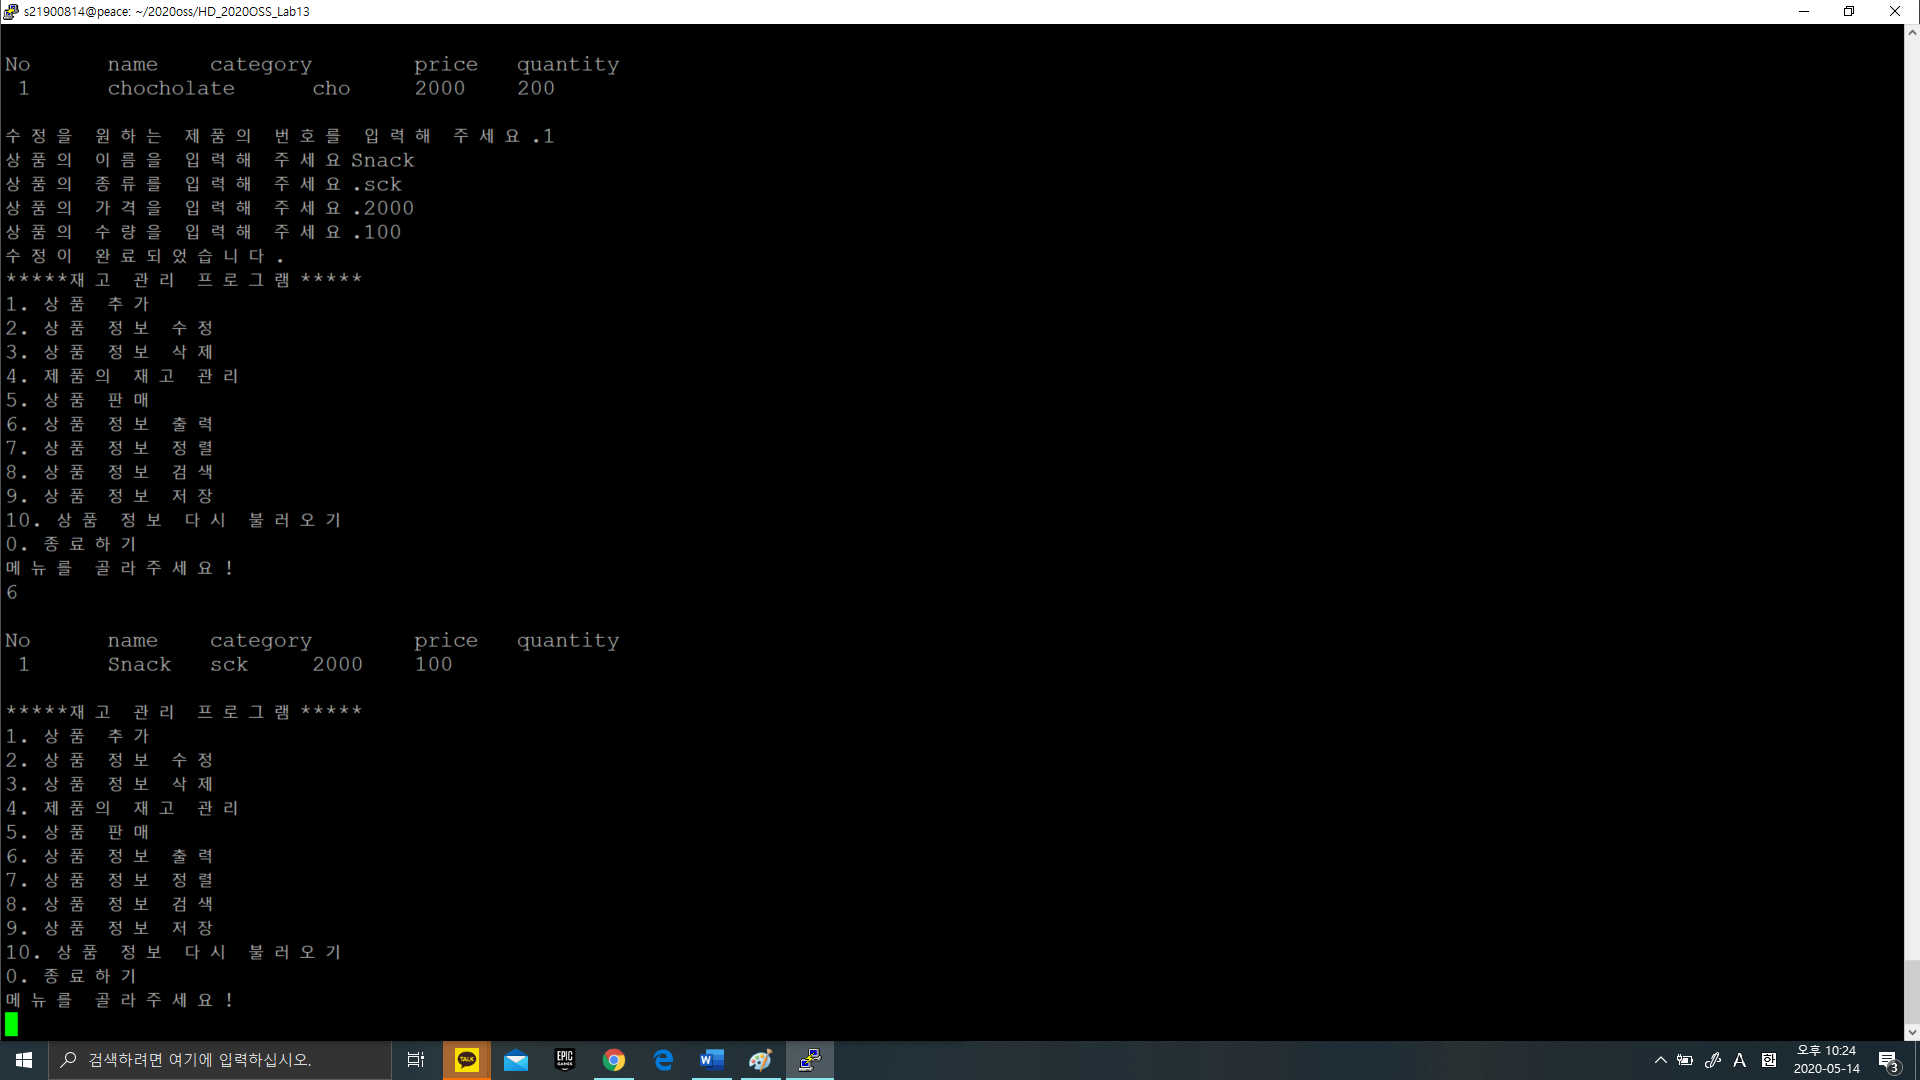 s21900814@peace: ~/2020oss/HD_2020OSS_Lab13
No name category price quantity
1 chocholate cho 2000 200
수정을 원하는 제품의 번호를 입력해 주세요.1
상품의 이름을 입력해 주세요Snack
상품의 종류를 입력해 주세요.sck
상품의 가격을 입력해 주세요.2000
상품의 수량을 입력해 주세요.100
수정이 완료되었습니다.
*****재고 관리 프로그램*****
1. 상품 추가
2. 상품 정보 수정
3. 상품 정보 삭제
4. 제품의 재고 관리
5. 상품 판매
6. 상품 정보 출력
7. 상품 정보 정렬
8. 상품 정보 검색
9. 상품 정보 저장
10. 상품 정보 다시 불러오기
0. 종료하기
메뉴를 골라주세요!
6
No name category price quantity
1 Snack sck 2000 100
*****재고 관리 프로그램*****
1. 상품 추가
2. 상품 정보 수정
3. 상품 정보 삭제
4. 제품의 재고 관리
5. 상품 판매
6. 상품 정보 출력
7. 상품 정보 정렬
8. 상품 정보 검색
9. 상품 정보 저장
10. 상품 정보 다시 불러오기
0. 종료하기
메뉴를 골라주세요!
검색하려면 여기에 입력하십시오.
TALK
EPIC GAMES
A 한
오후 10:24
2020-05-14
3